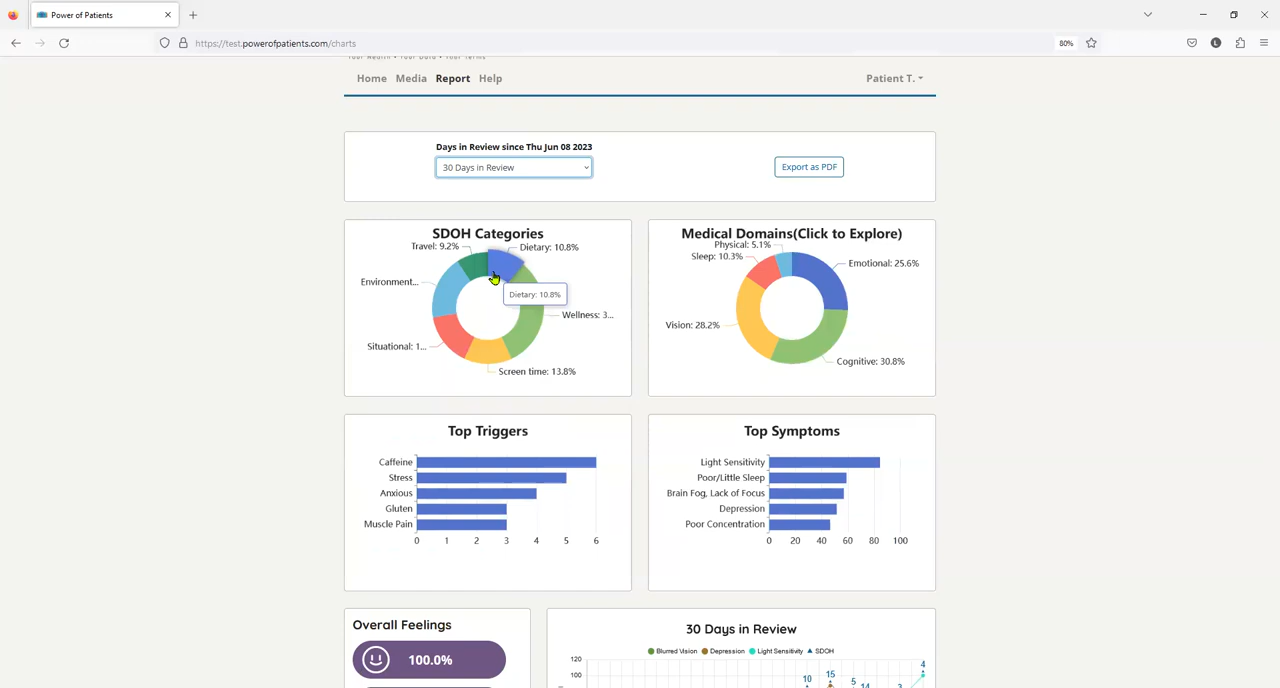 Power of Patients
https://test.powerofpatients.com/charts
80%
L
Your Health • Your Data • Your Terms
Home Media Report Help
Patient T.
Days in Review since Thu Jun 08 2023
30 Days in Review
Export as PDF
SDOH Categories
Travel: 9.2%
Dietary: 10.8%
Environment...
Dietary: 10.8%
Wellness: 3...
Situational: 1...
Screen time: 13.8%
Medical Domains(Click to Explore)
Physical: 5.1%
Sleep: 10.3%
Emotional: 25.6%
Vision: 28.2%
Cognitive: 30.8%
Top Triggers
Caffeine
Stress
Anxious
Gluten
Muscle Pain
0 1 2 3 4 5 6
Top Symptoms
Light Sensitivity
Poor/Little Sleep
Brain Fog, Lack of Focus
Depression
Poor Concentration
0 20 40 60 80 100
Overall Feelings
100.0%
30 Days in Review
Blurred Vision Depression Light Sensitivity SDOH
120
100
10 15 5 14 3 4